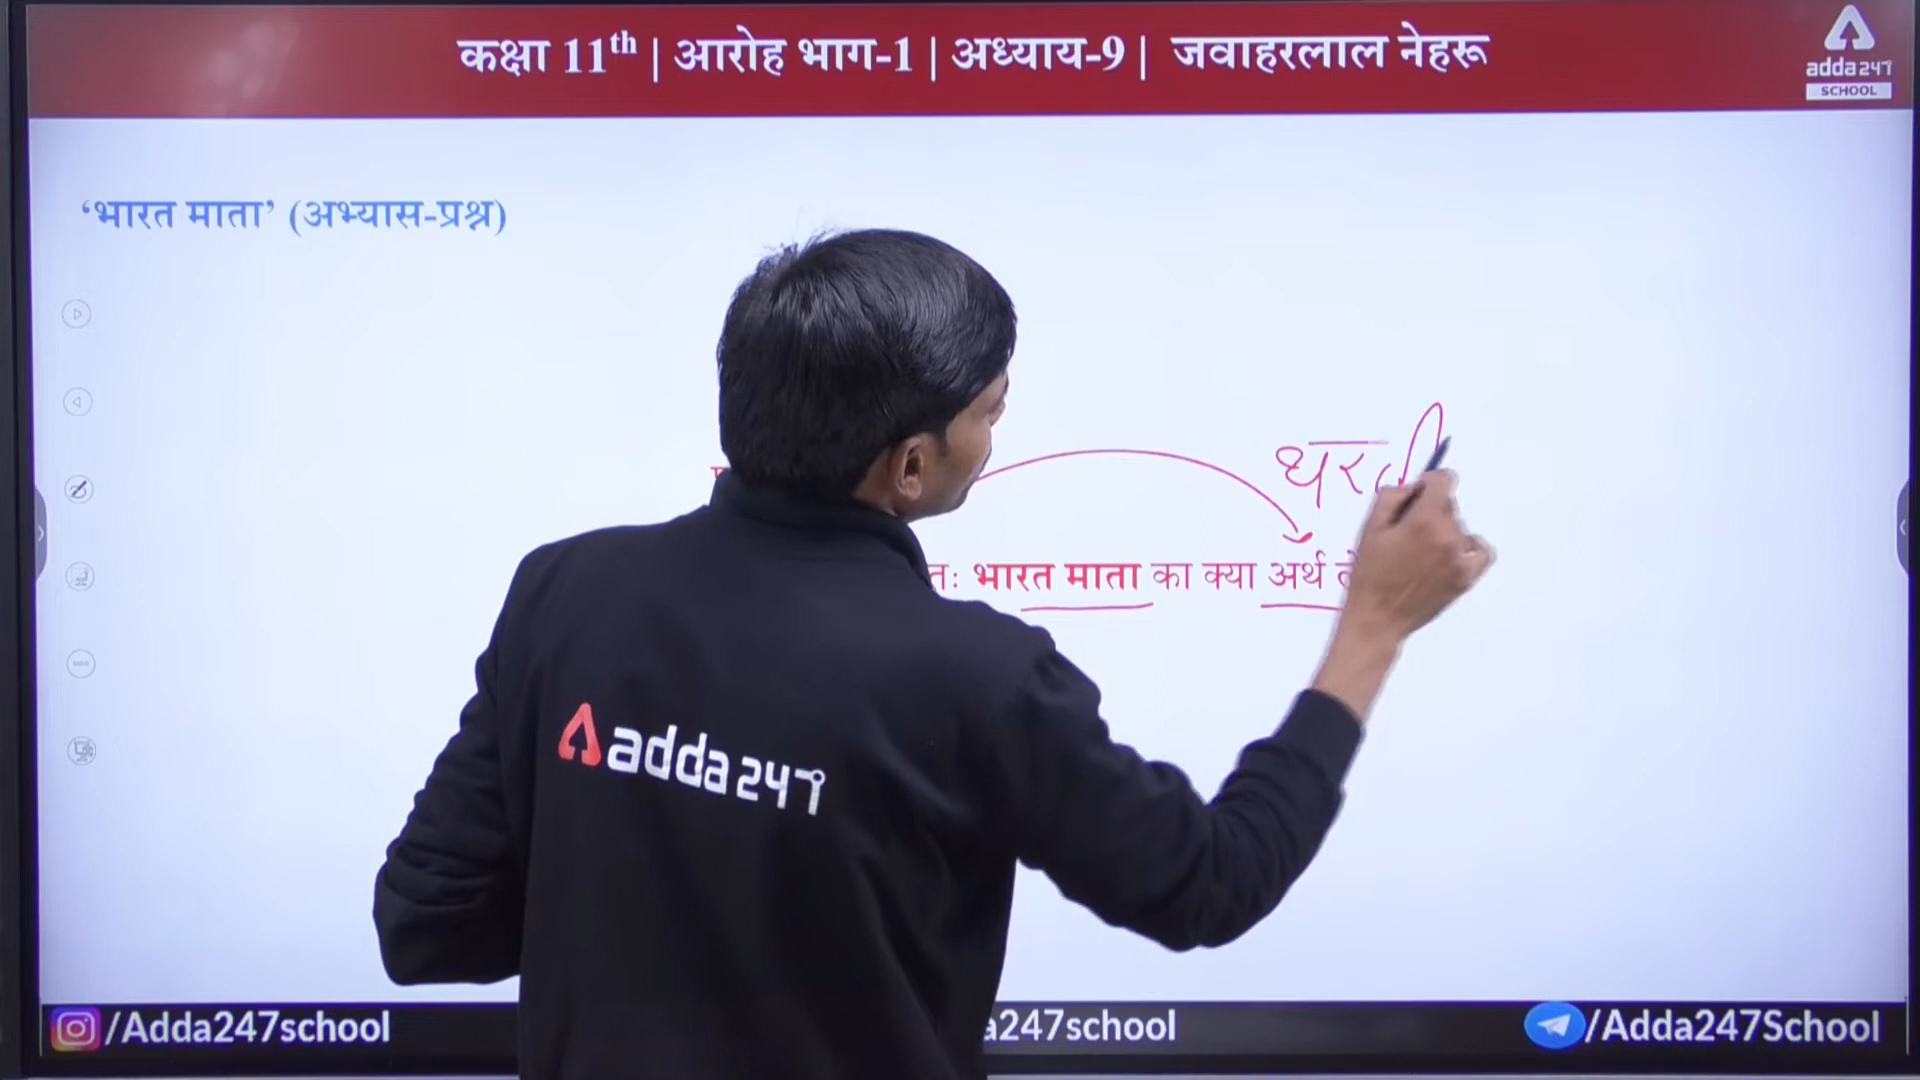 कक्षा 11th | आरोह भाग-1 | अध्याय-9 | जवाहरलाल नेहरू
adda247
SCHOOL
‘भारत माता’ (अभ्यास-प्रश्न)
धरती
भारत माता का क्या अर्थ
adda247
/Adda247school
a247school
/Adda247School